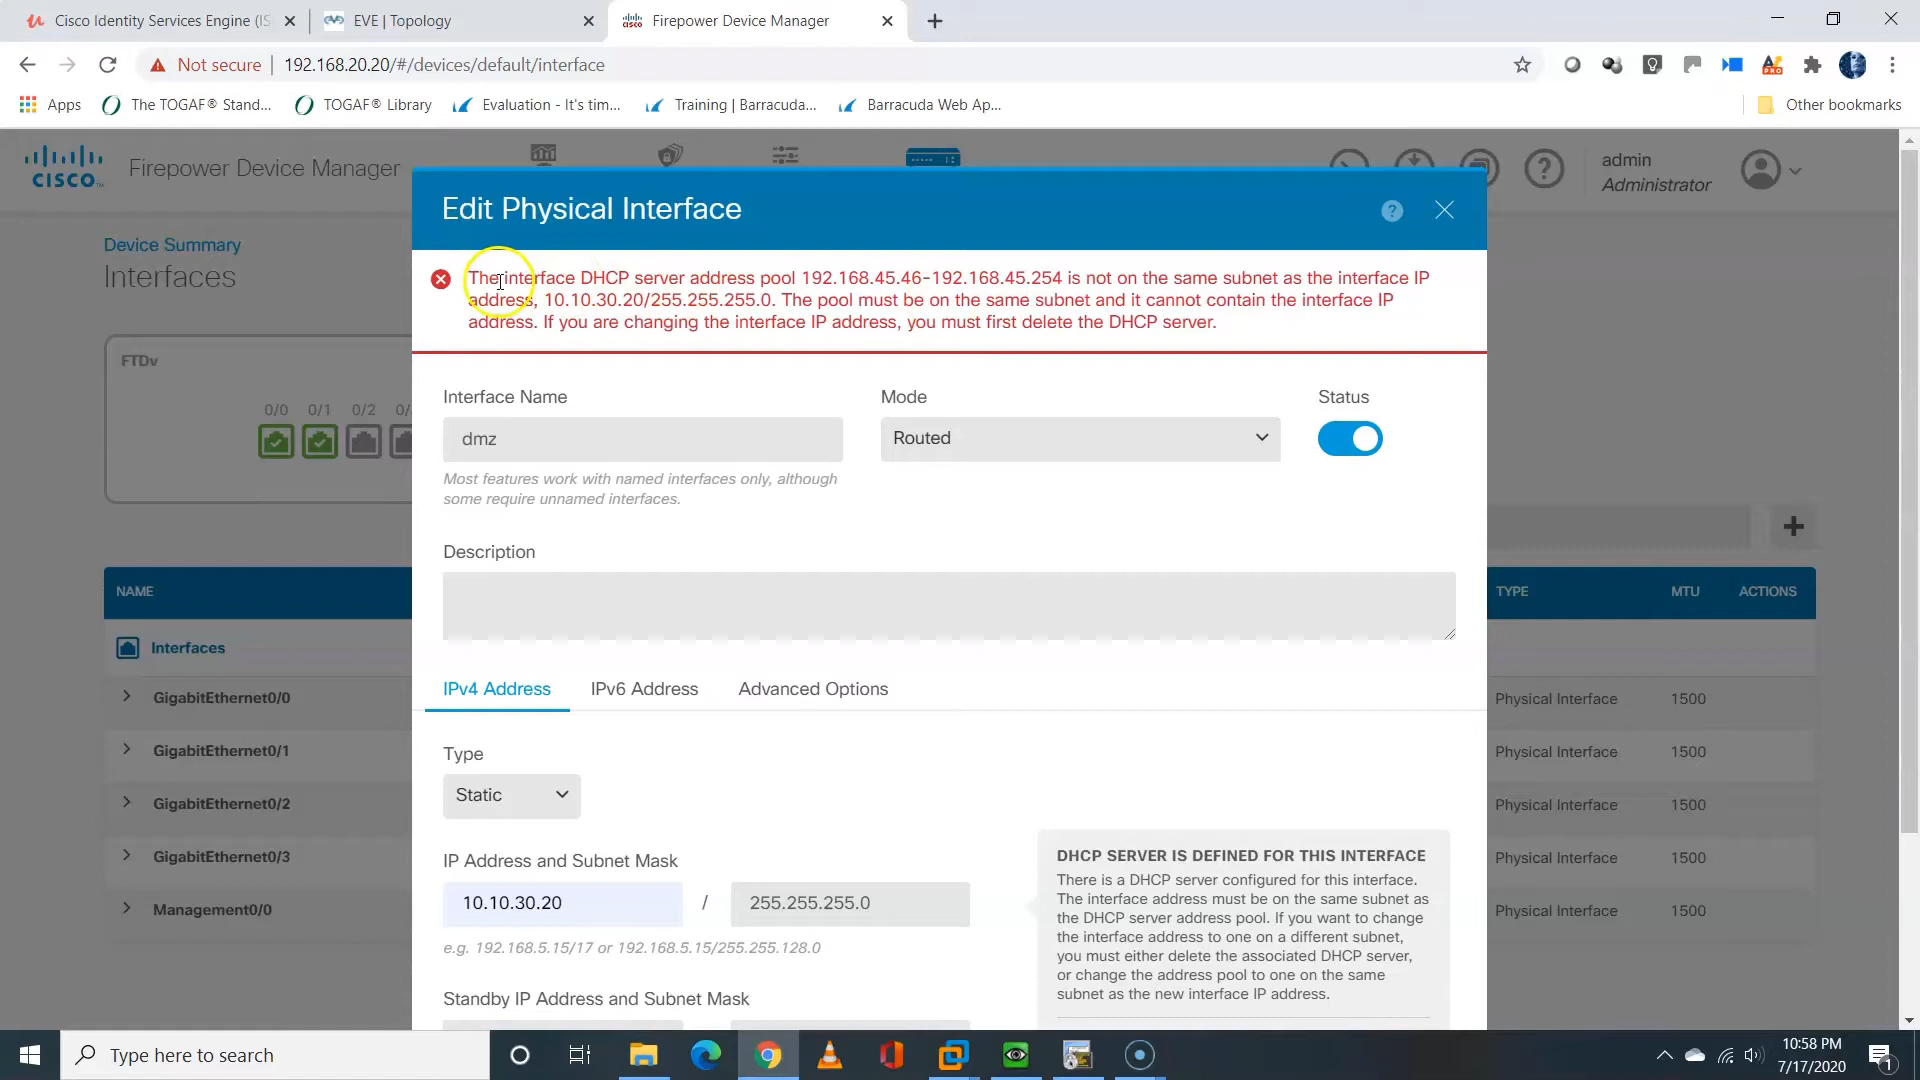 Cisco Identity Services Engine (IS
EVE | Topology
Firepower Device Manager
Not secure | 192.168.20.20/#/devices/default/interface
Apps The TOGAF® Stand... TOGAF® Library Evaluation - It's tim... Training | Barracuda... Barracuda Web Ap... Other bookmarks
CISCO Firepower Device Manager
admin
Administrator
Edit Physical Interface
Device Summary
Interfaces
The interface DHCP server address pool 192.168.45.46-192.168.45.254 is not on the same subnet as the interface IP
address, 10.10.30.20/255.255.255.0. The pool must be on the same subnet and it cannot contain the interface IP
address. If you are changing the interface IP address, you must first delete the DHCP server.
FTDv
0/0 0/1 0/2 0/
Interface Name Mode Status
dmz Routed
Most features work with named interfaces only, although
some require unnamed interfaces.
Description
NAME TYPE MTU ACTIONS
Interfaces
IPv4 Address IPv6 Address Advanced Options
GigabitEthernet0/0 Physical Interface 1500
GigabitEthernet0/1 Physical Interface 1500
GigabitEthernet0/2 Physical Interface 1500
GigabitEthernet0/3 Physical Interface 1500
Management0/0 Physical Interface 1500
Type
Static
IP Address and Subnet Mask
10.10.30.20 / 255.255.255.0
e.g. 192.168.5.15/17 or 192.168.5.15/255.255.128.0
Standby IP Address and Subnet Mask
DHCP SERVER IS DEFINED FOR THIS INTERFACE
There is a DHCP server configured for this interface.
The interface address must be on the same subnet as
the DHCP server address pool. If you want to change
the interface address to one on a different subnet,
you must either delete the associated DHCP server,
or change the address pool to one on the same
subnet as the new interface IP address.
Type here to search
10:58 PM
7/17/2020
1